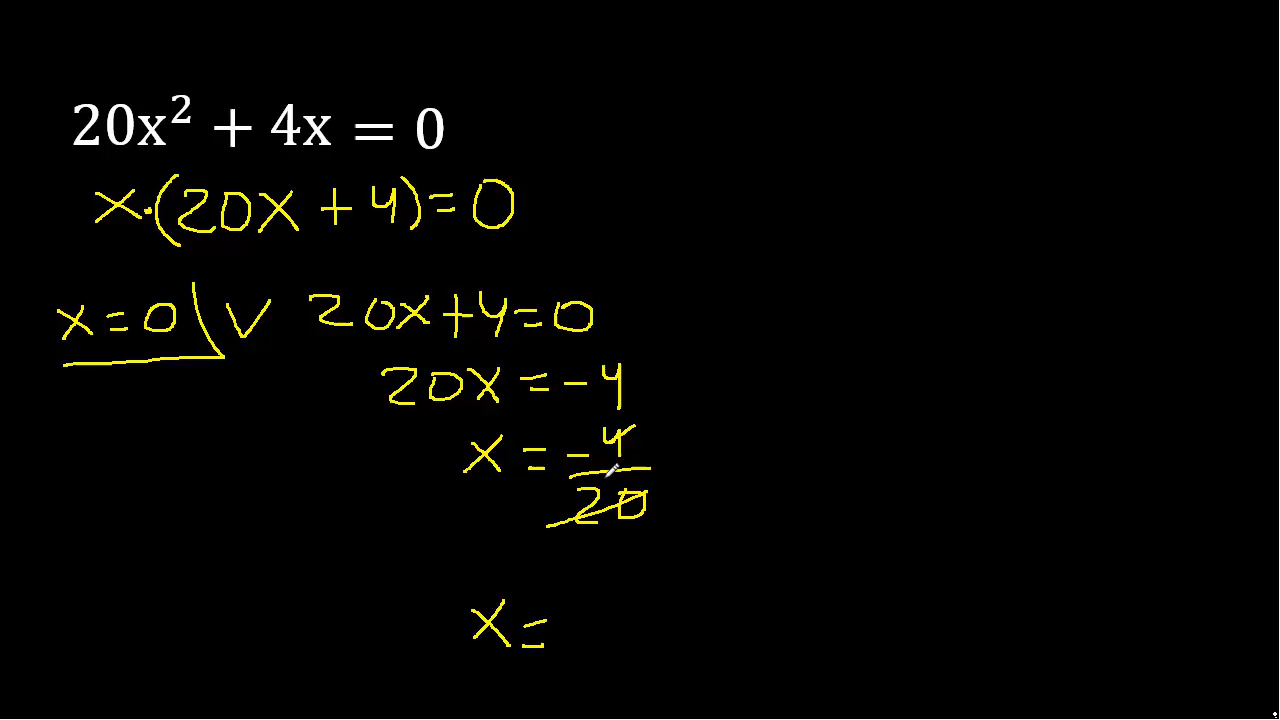 20x² + 4x = 0
x·(20x + 4) = 0
x = 0 ∨ 20x + 4 = 0
20x = -4
x = -4
20
x =